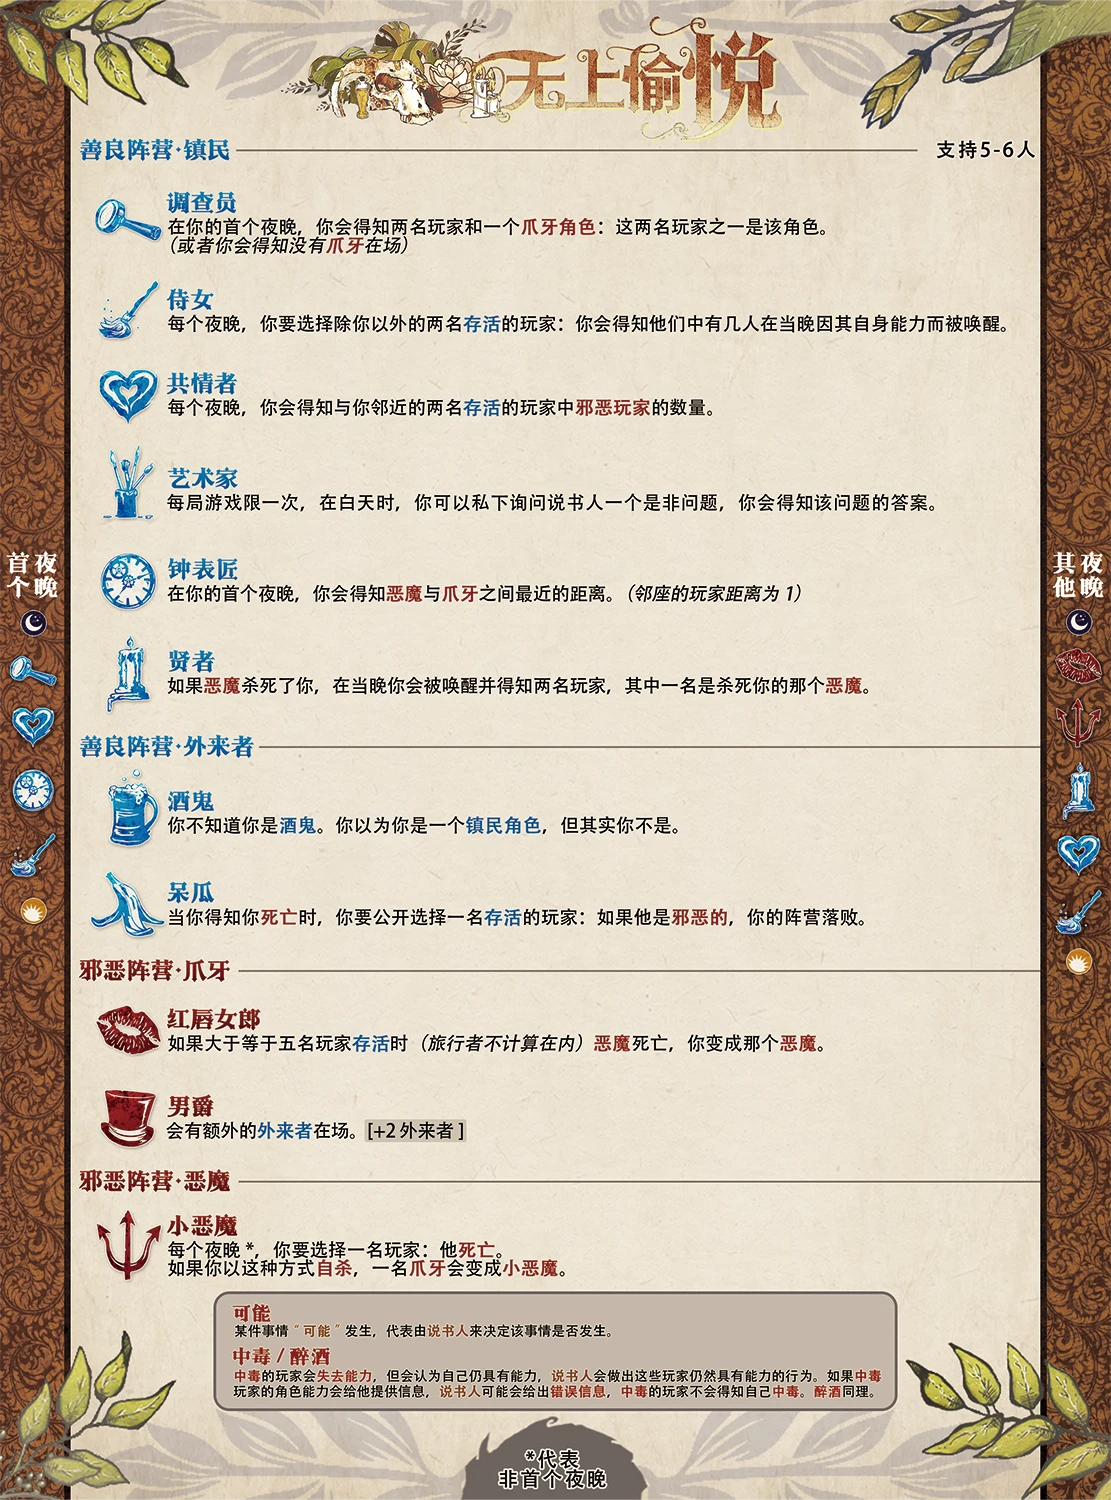 无上愉悦
善良阵营·镇民
支持5-6人
调查员
在你的首个夜晚，你会得知两名玩家和一个爪牙角色：这两名玩家之一是该角色。
（或者你会得知没有爪牙在场）
侍女
每个夜晚，你要选择除你以外的两名存活的玩家：你会得知他们中有几人在当晚因其自身能力而被唤醒。
共情者
每个夜晚，你会得知与你邻近的两名存活的玩家中邪恶玩家的数量。
艺术家
每局游戏限一次，在白天时，你可以私下询问说书人一个是非问题，你会得知该问题的答案。
钟表匠
在你的首个夜晚，你会得知恶魔与爪牙之间最近的距离。（邻座的玩家距离为 1）
贤者
如果恶魔杀死了你，在当晚你会被唤醒并得知两名玩家，其中一名是杀死你的那个恶魔。
善良阵营·外来者
酒鬼
你不知道你是酒鬼。你以为你是一个镇民角色，但其实你不是。
呆瓜
当你得知你死亡时，你要公开选择一名存活的玩家：如果他是邪恶的，你的阵营落败。
邪恶阵营·爪牙
红唇女郎
如果大于等于五名玩家存活时（旅行者不计算在内）恶魔死亡，你变成那个恶魔。
男爵
会有额外的外来者在场。[+2 外来者 ]
邪恶阵营·恶魔
小恶魔
每个夜晚 *，你要选择一名玩家：他死亡。
如果你以这种方式自杀，一名爪牙会变成小恶魔。
可能
某件事情“可能”发生，代表由说书人来决定该事情是否发生。
中毒 / 醉酒
中毒的玩家会失去能力，但会认为自己仍具有能力，说书人会做出这些玩家仍然具有能力的行为。如果中毒
玩家的角色能力会给他提供信息，说书人可能会给出错误信息，中毒的玩家不会得知自己中毒。醉酒同理。
*代表
非首个夜晚
首个夜晚
其他夜晚